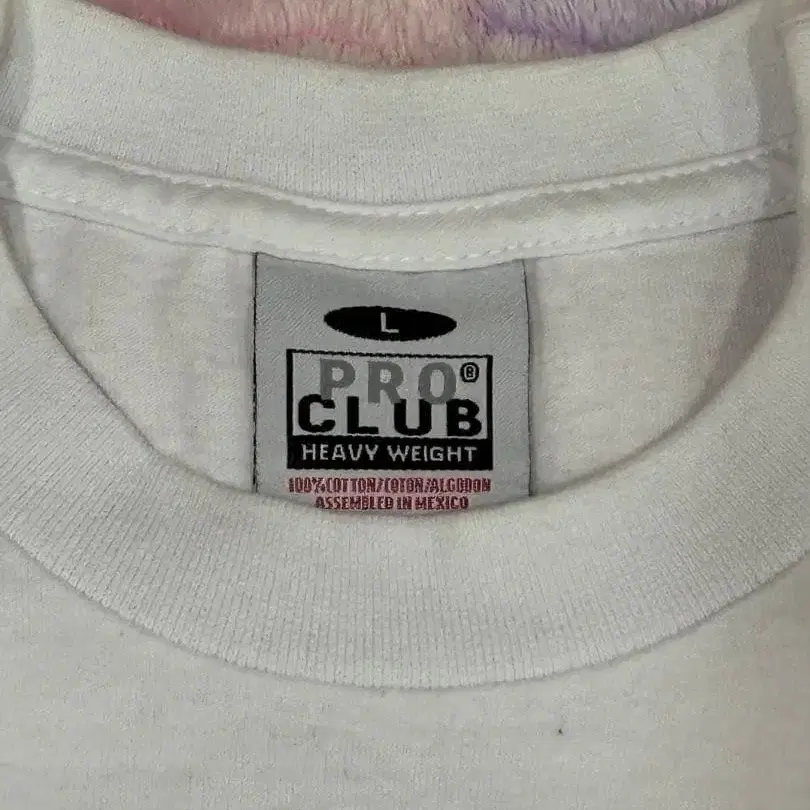 L
PRO®
CLUB
HEAVY WEIGHT
100% COTTON/COTON/ALGODON
ASSEMBLED IN MEXICO